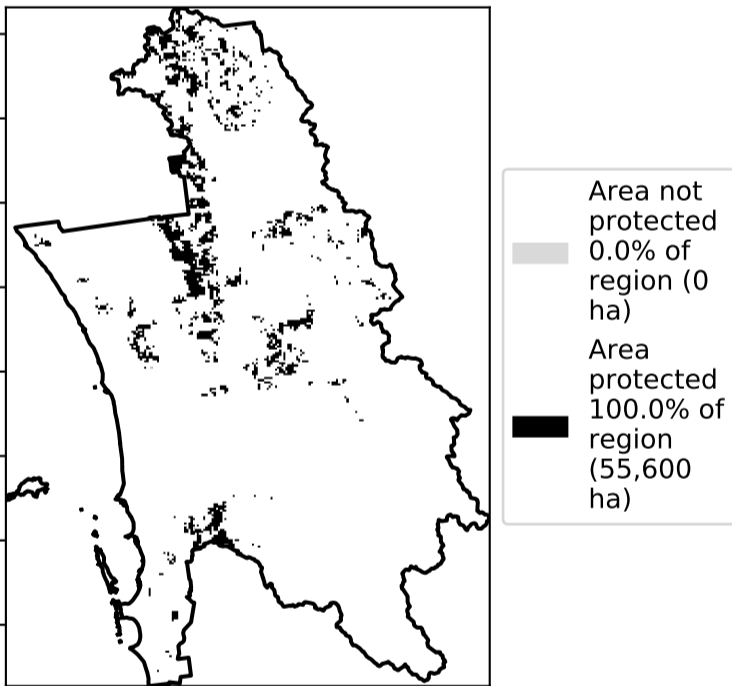 Area not
protected
0.0% of
region (0
ha)
Area
protected
100.0% of
region
(55,600
ha)